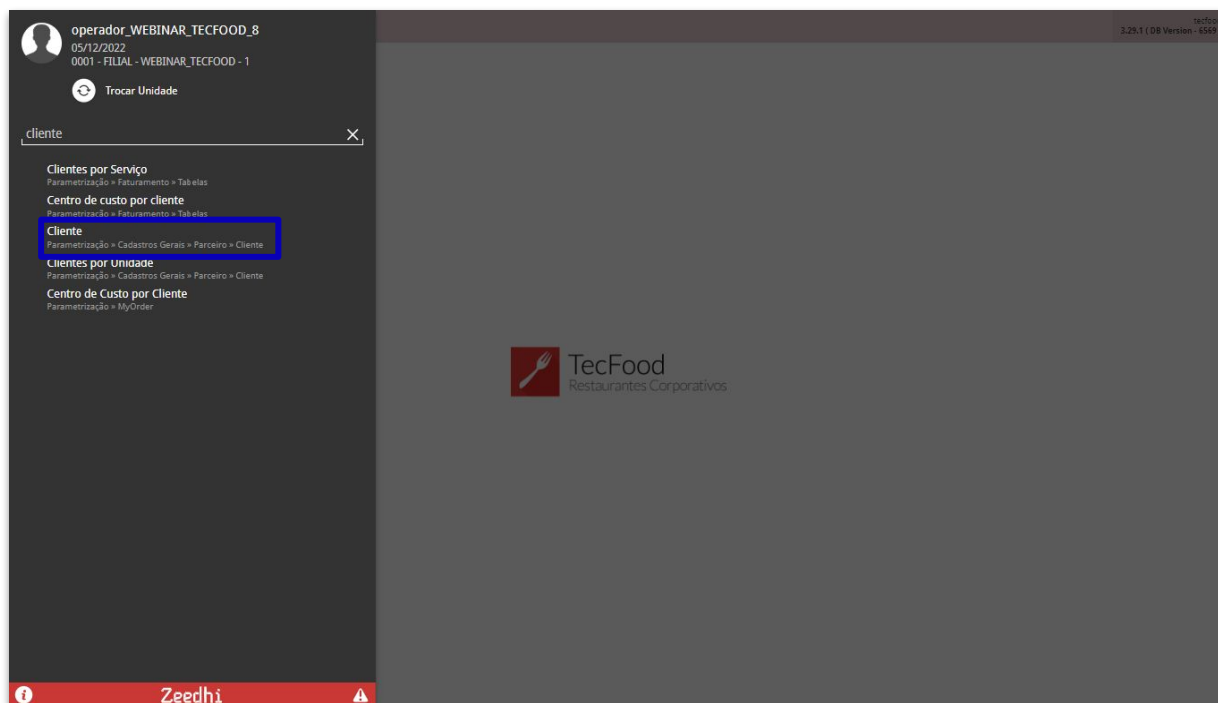 operador_WEBINAR_TECFOOD_8
05/12/2022
0001 - FILIAL - WEBINAR_TECFOOD - 1
Trocar Unidade
cliente
Clientes por Serviço
Parametrização » Faturamento » Tabelas
Centro de custo por cliente
Parametrização » Faturamento » Tabelas
Cliente
Parametrização » Cadastros Gerais » Parceiro » Cliente
Clientes por Unidade
Parametrização » Cadastros Gerais » Parceiro » Cliente
Centro de Custo por Cliente
Parametrização » MyOrder
Zeedhi
tecfoo
3.29.1 ( DB Version - 6569
TecFood
Restaurantes Corporativos